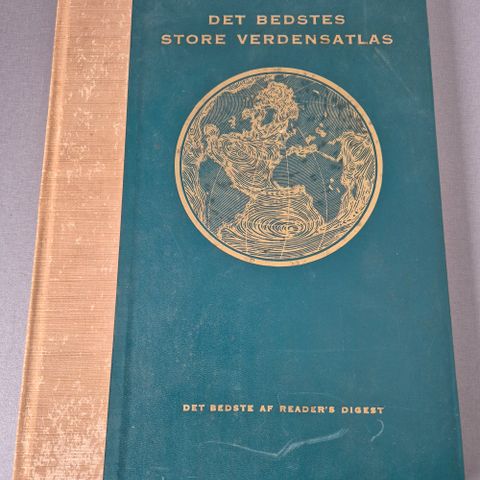 DET BEDSTES
STORE VERDENSATLAS
DET BEDSTE AF READER'S DIGEST